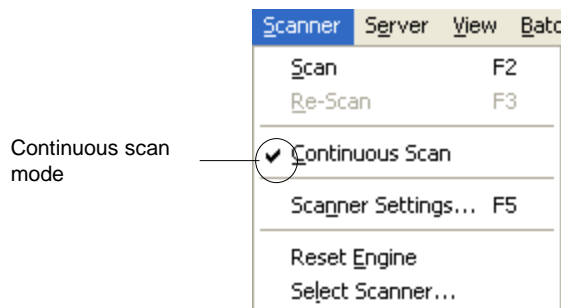 Scanner Server View Batc
Scan F2
Re-Scan F3
Continuous scan
mode
✔ Continuous Scan
Scanner Settings... F5
Reset Engine
Select Scanner...